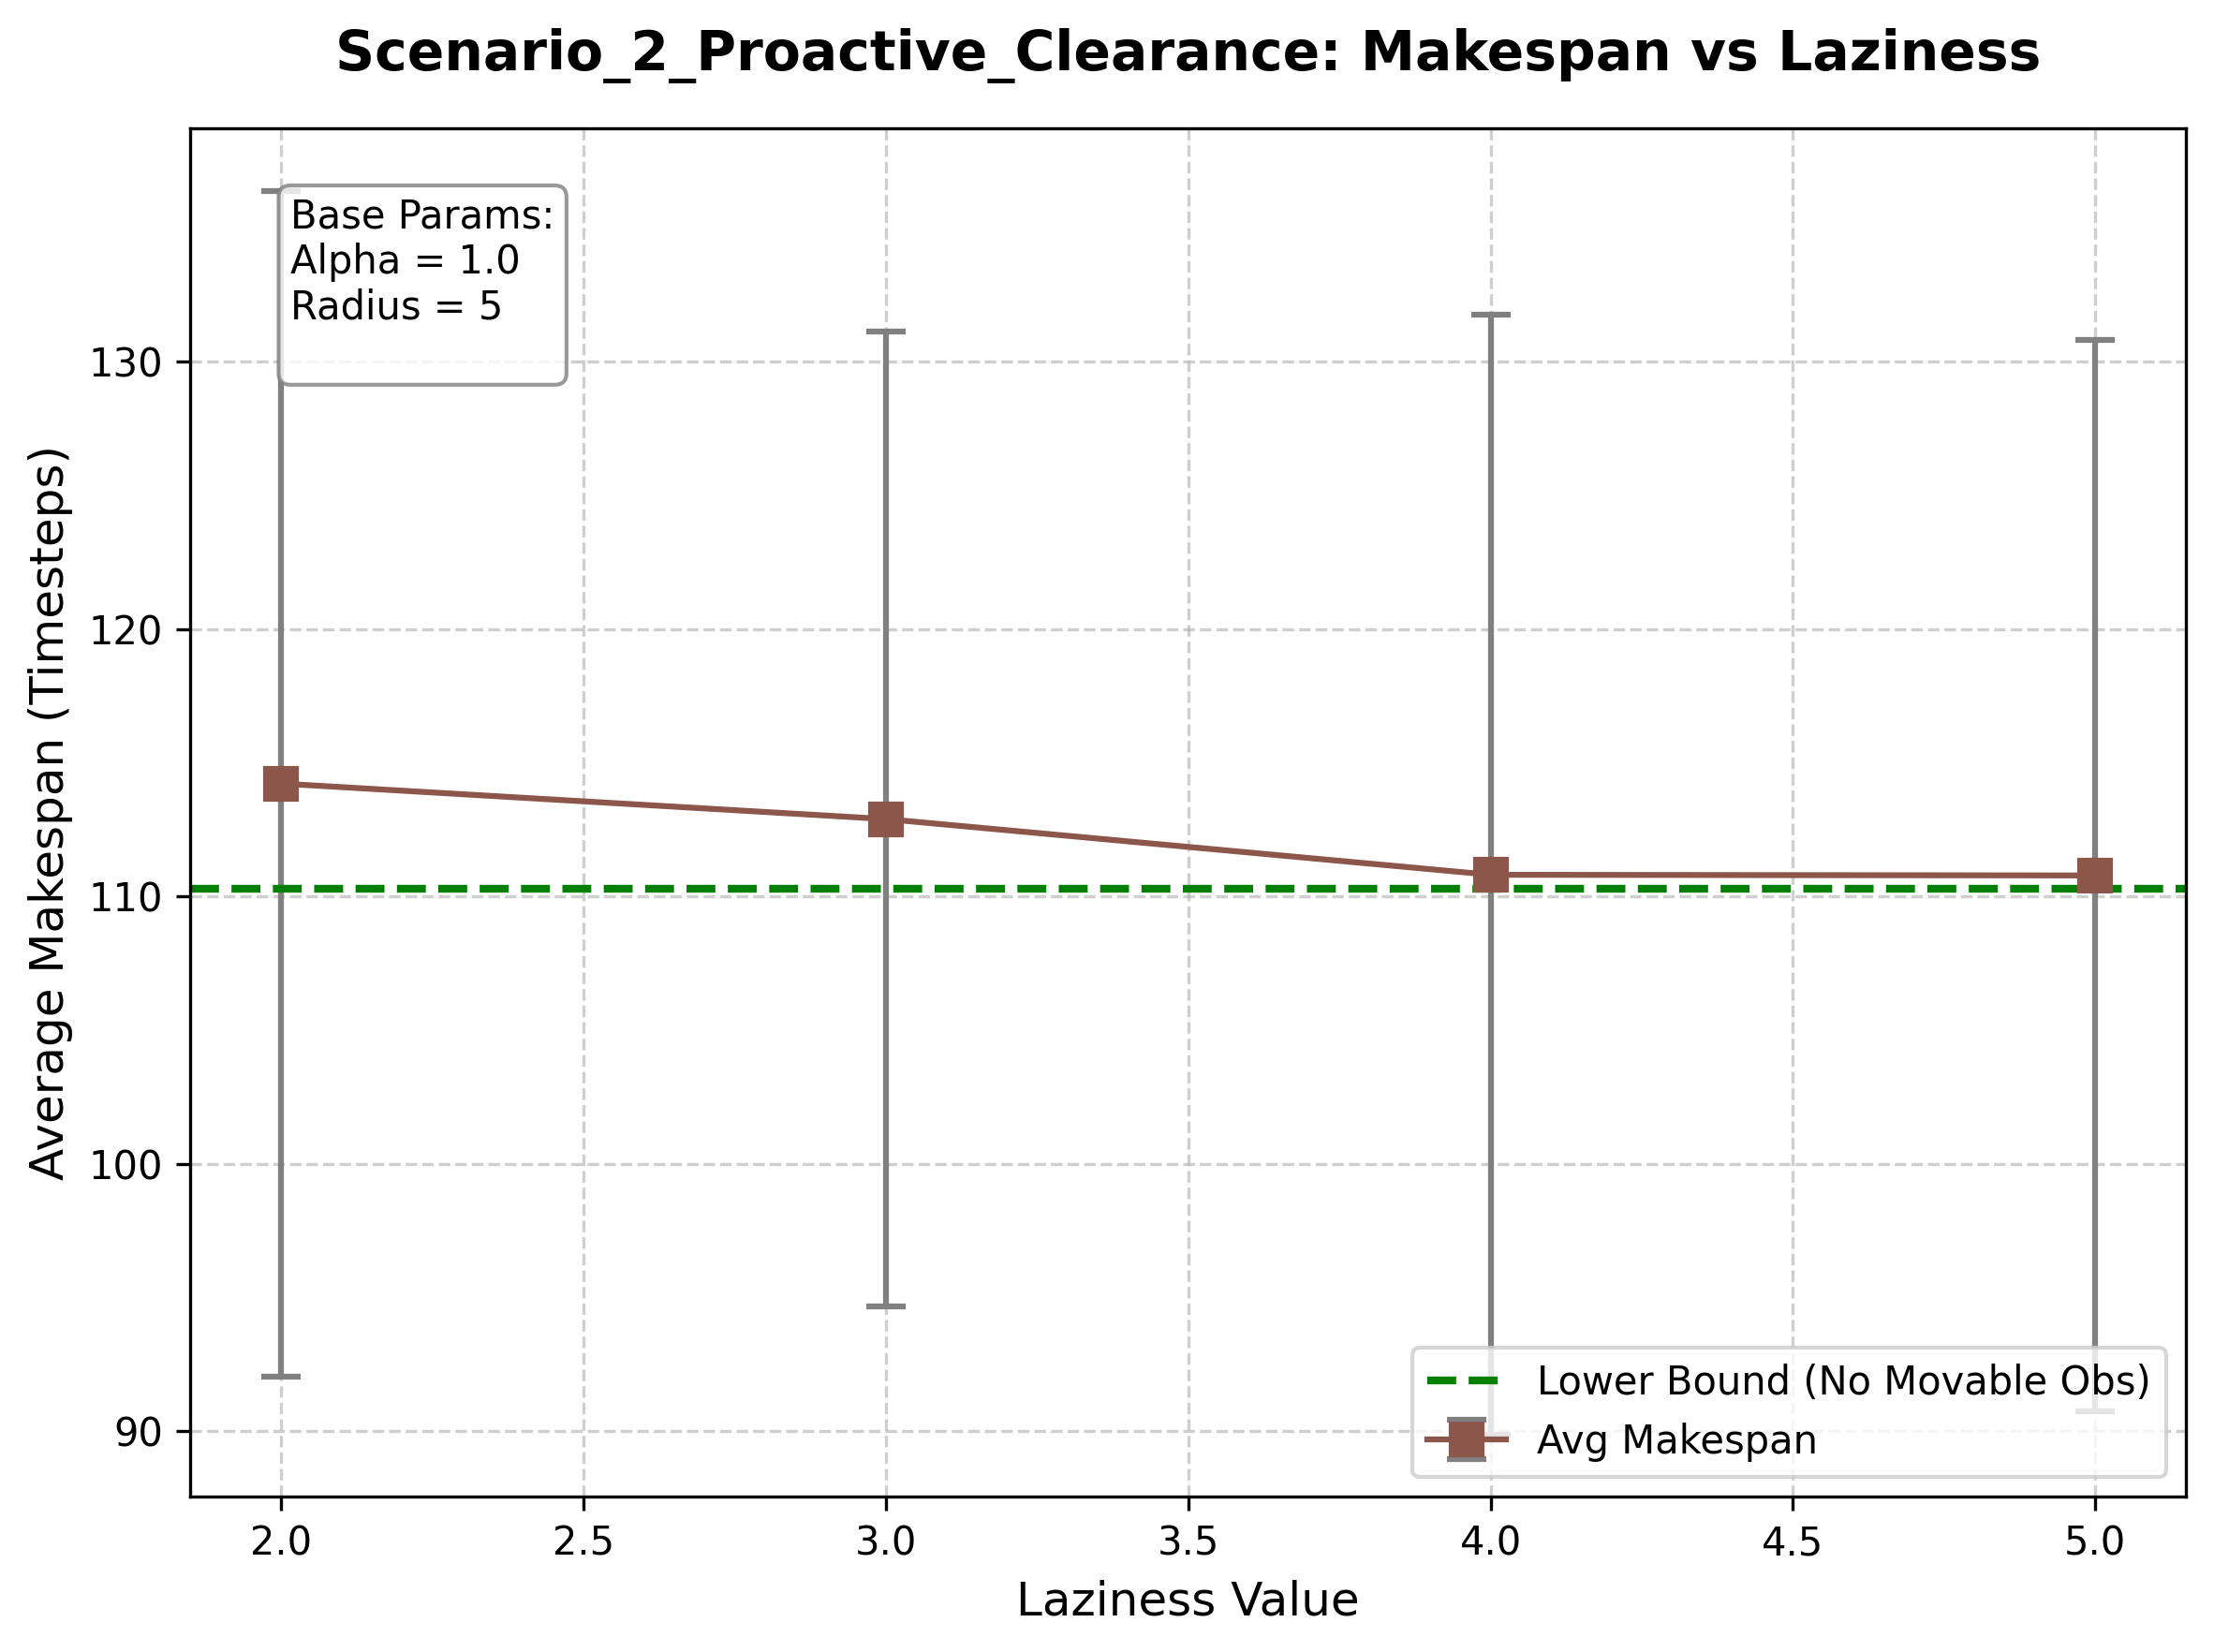 Scenario_2_Proactive_Clearance: Makespan vs Laziness
Base Params:
Alpha = 1.0
Radius = 5
Average Makespan (Timesteps)
130
120
110
100
90
Lower Bound (No Movable Obs)
Avg Makespan
2.0 2.5 3.0 3.5 4.0 4.5 5.0
Laziness Value